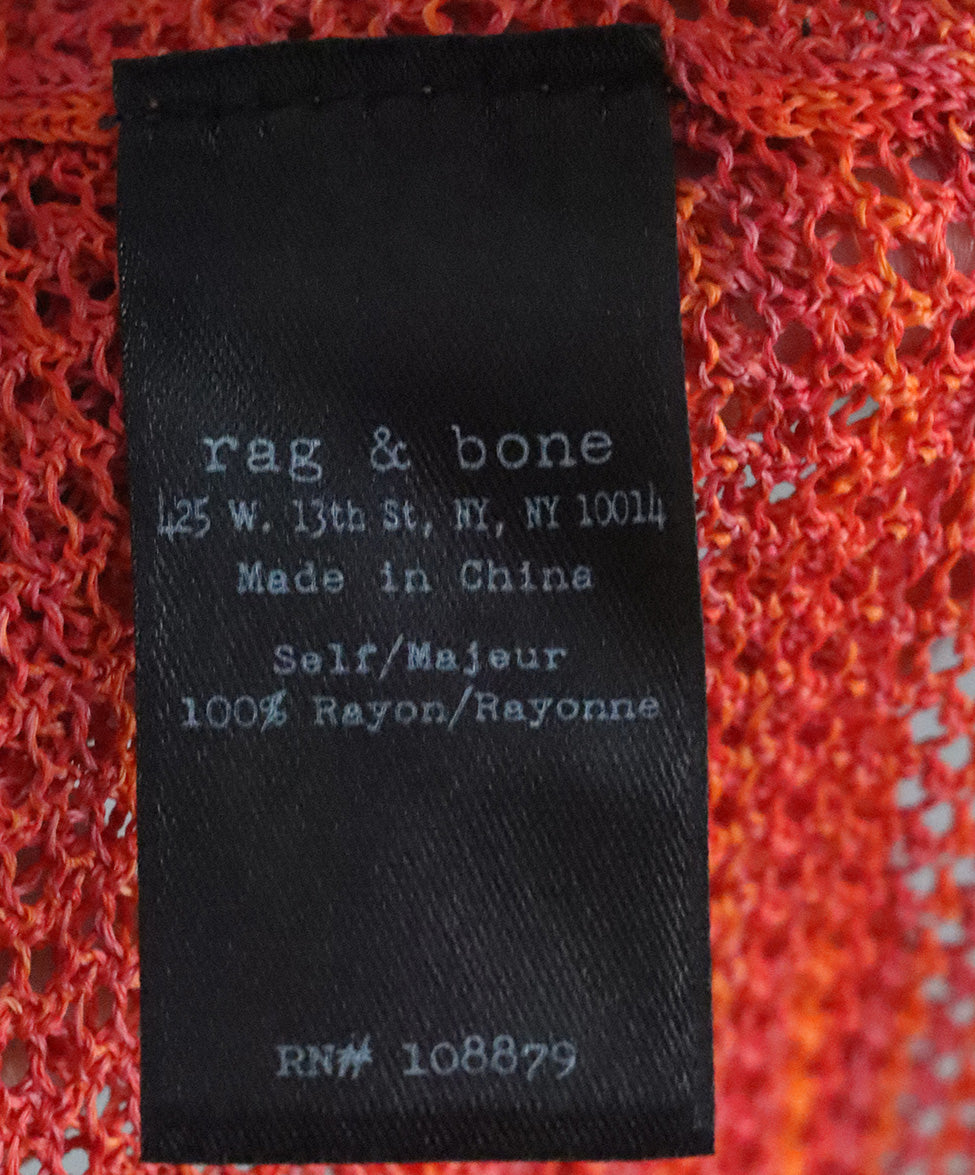 rag & bone
425 W. 13th St, NY, NY 10014
Made in China
Self/Majeur
100% Rayon/Rayonne
RN# 108879